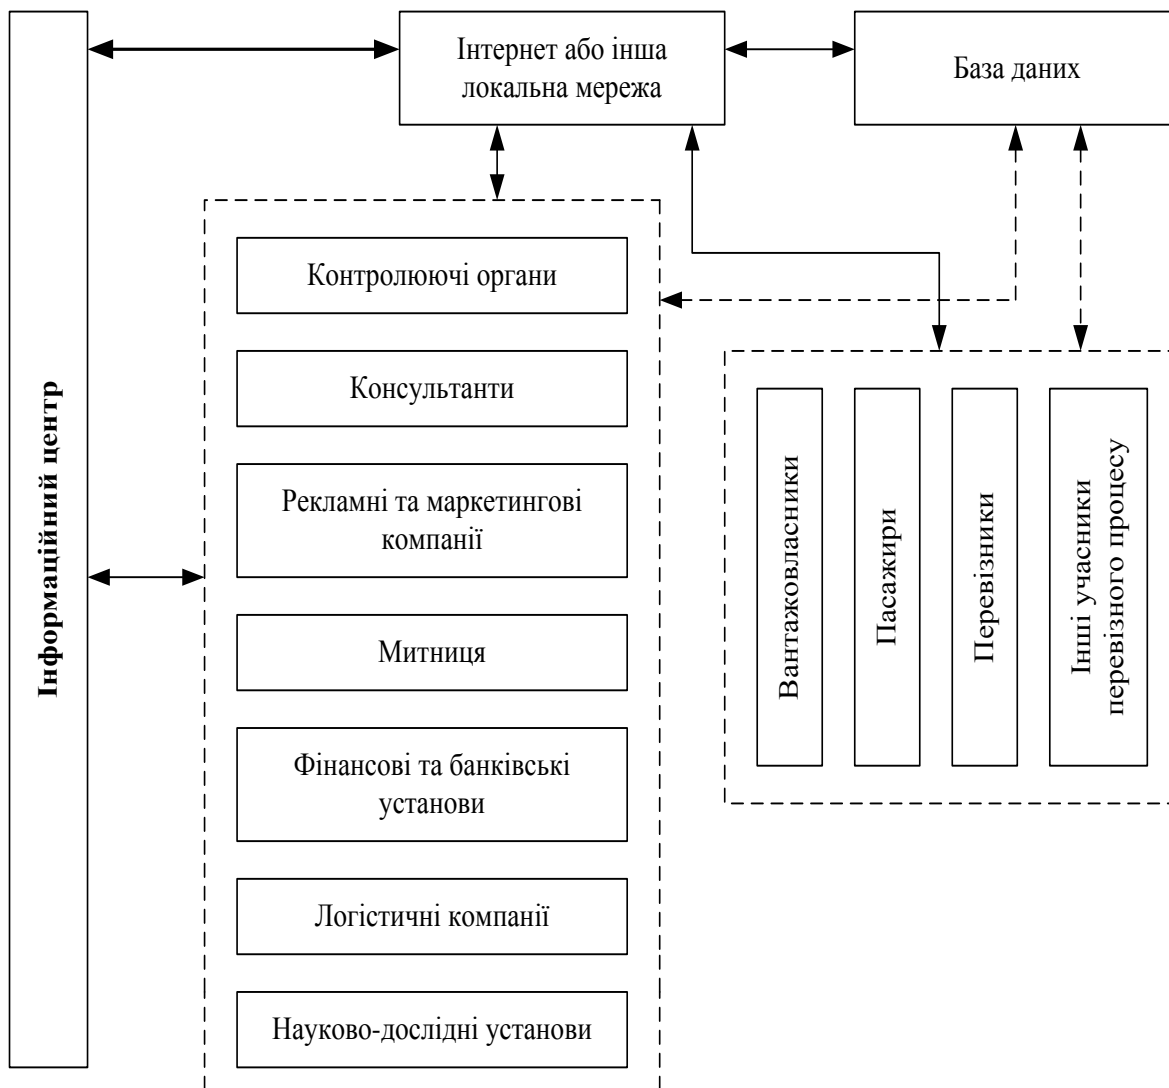 Інтернет або інша
локальна мережа
База даних
Інформаційний центр
Контролюючі органи
Консультанти
Рекламні та маркетингові
компанії
Митниця
Фінансові та банківські
установи
Логістичні компанії
Науково-дослідні установи
Вантажовласники
Пасажири
Перевізники
Інші учасники
перевізного процесу